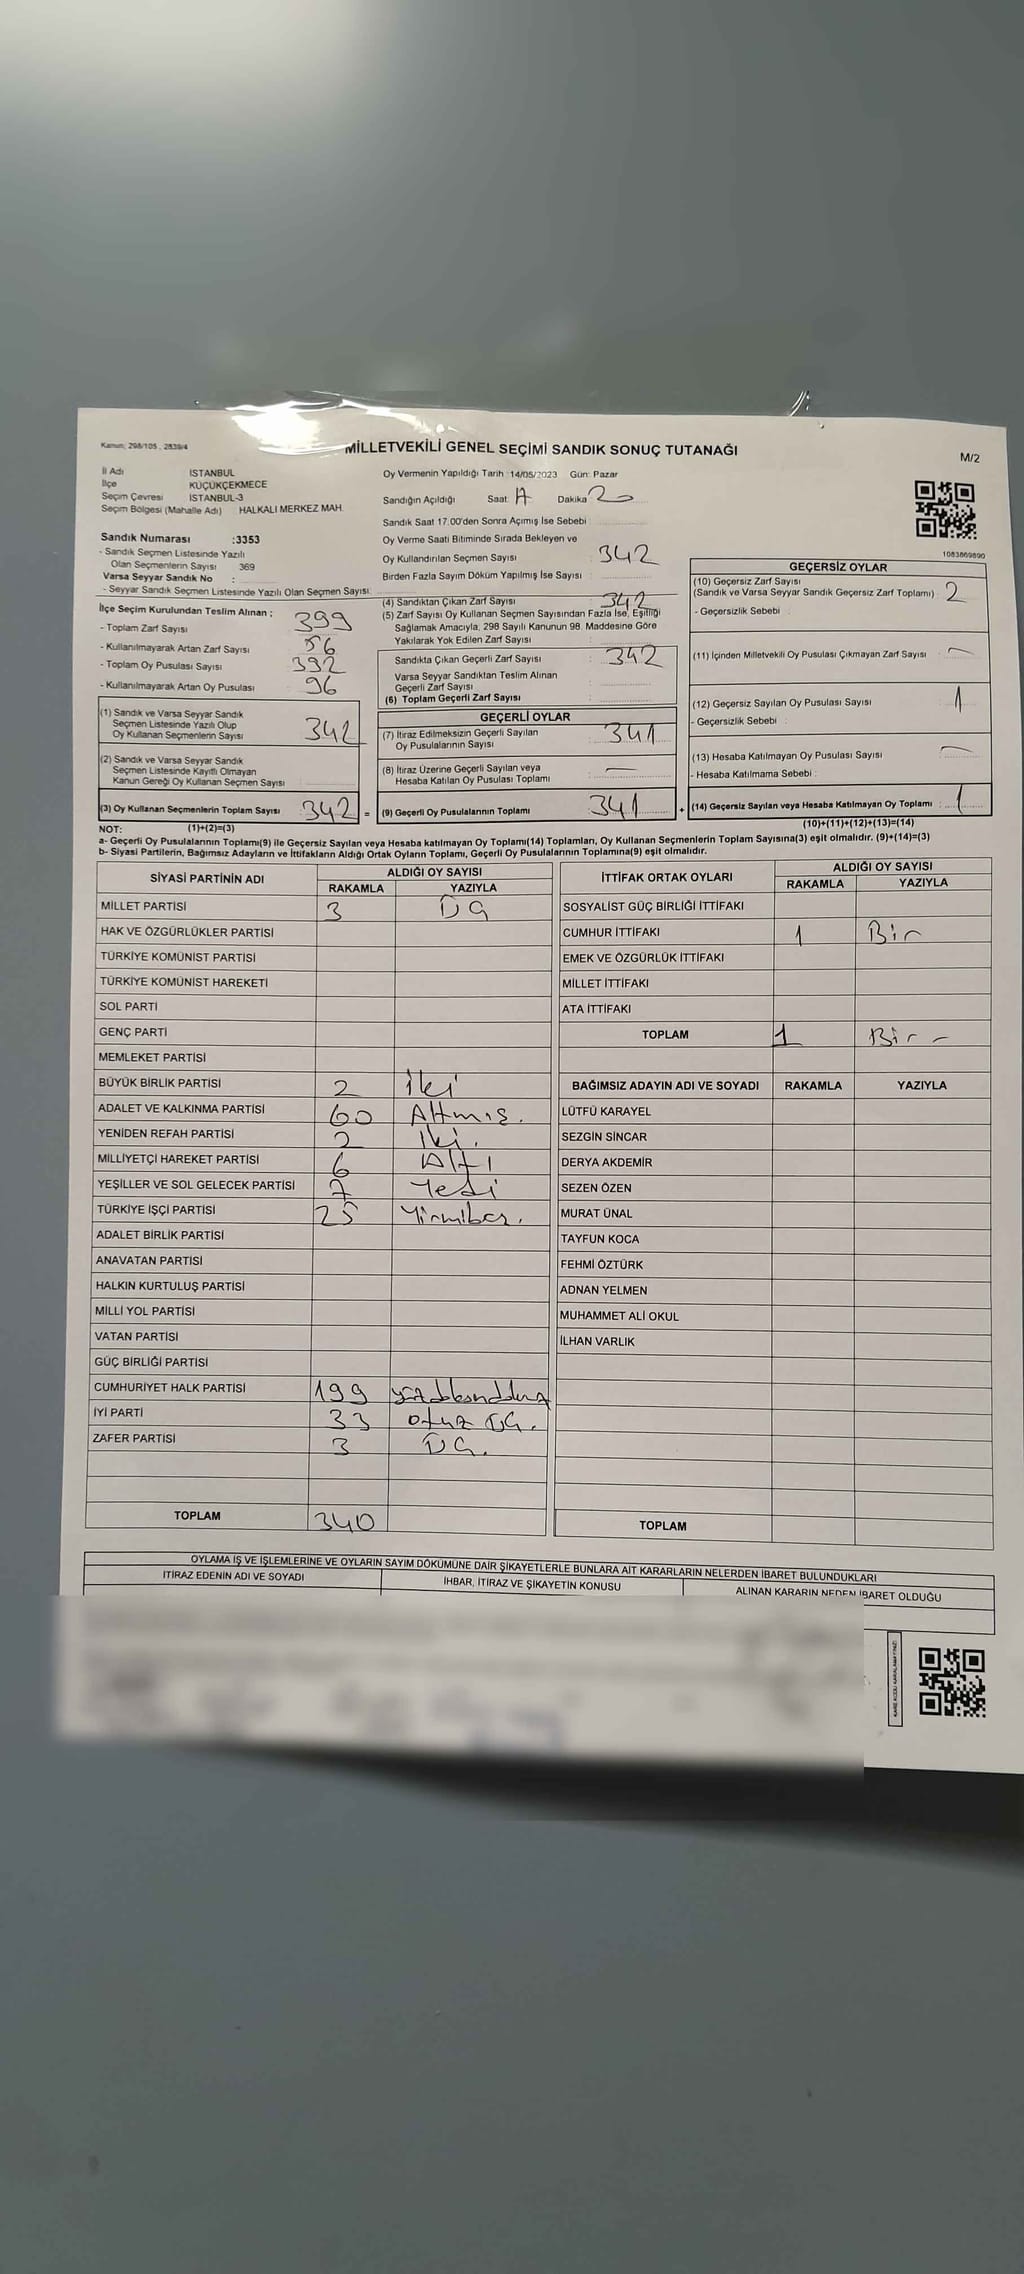 Kanun; 298/105 , 2839/4
MİLLETVEKİLİ GENEL SEÇİMİ SANDIK SONUÇ TUTANAĞI
M/2
İl Adı İSTANBUL
İlçe KÜÇÜKÇEKMECE
Seçim Çevresi İSTANBUL-3
Seçim Bölgesi (Mahalle Adı) : HALKALI MERKEZ MAH.
Sandık Numarası :3353
- Sandık Seçmen Listesinde Yazılı
Olan Seçmenlerin Sayısı 369
Varsa Seyyar Sandık No :
- Seyyar Sandık Seçmen Listesinde Yazılı Olan Seçmen Sayısı:
Oy Vermenin Yapıldığı Tarih :14/05/2023 Gün: Pazar
Sandığın Açıldığı Saat Dakika 20
Sandık Saat 17:00'den Sonra Açımış İse Sebebi :
Oy Verme Saati Bitiminde Sırada Bekleyen ve
Oy Kullandırılan Seçmen Sayısı : 342
Birden Fazla Sayım Döküm Yapılmış İse Sayısı :
1083869890
İlçe Seçim Kurulundan Teslim Alınan ;
- Toplam Zarf Sayısı 399
- Kullanılmayarak Artan Zarf Sayısı 56
- Toplam Oy Pusulası Sayısı 392
- Kullanılmayarak Artan Oy Pusulası 96
(1) Sandık ve Varsa Seyyar Sandık
Seçmen Listesinde Yazılı Olup
Oy Kullanan Seçmenlerin Sayısı 342
(2) Sandık ve Varsa Seyyar Sandık
Seçmen Listesinde Kayıtlı Olmayan
Kanun Gereği Oy Kullanan Seçmen Sayısı
(3) Oy Kullanan Seçmenlerin Toplam Sayısı 342 =
(4) Sandıktan Çıkan Zarf Sayısı 342
(5) Zarf Sayısı Oy Kullanan Seçmen Sayısından Fazla İse, Eşitliği
Sağlamak Amacıyla, 298 Sayılı Kanunun 98. Maddesine Göre
Yakılarak Yok Edilen Zarf Sayısı
Sandıkta Çıkan Geçerli Zarf Sayısı : 342
Varsa Seyyar Sandıktan Teslim Alınan
Geçerli Zarf Sayısı
(6) Toplam Geçerli Zarf Sayısı
GEÇERLİ OYLAR
(7) İtiraz Edilmeksizin Geçerli Sayılan
Oy Pusulalarının Sayısı : 341
(8) İtiraz Üzerine Geçerli Sayılan veya
Hesaba Katılan Oy Pusulası Toplamı : —
(9) Geçerli Oy Pusulalarının Toplamı : 341 +
GEÇERSİZ OYLAR
(10) Geçersiz Zarf Sayısı
(Sandık ve Varsa Seyyar Sandık Geçersiz Zarf Toplamı) : 2
- Geçersizlik Sebebi :
(11) İçinden Milletvekili Oy Pusulası Çıkmayan Zarf Sayısı : —
(12) Geçersiz Sayılan Oy Pusulası Sayısı : 1
- Geçersizlik Sebebi :
(13) Hesaba Katılmayan Oy Pusulası Sayısı : —
- Hesaba Katılmama Sebebi :
(14) Geçersiz Sayılan veya Hesaba Katılmayan Oy Toplamı : 1
NOT: (1)+(2)=(3)
(10)+(11)+(12)+(13)=(14)
a- Geçerli Oy Pusulalarının Toplamı(9) ile Geçersiz Sayılan veya Hesaba katılmayan Oy Toplamı(14) Toplamları, Oy Kullanan Seçmenlerin Toplam Sayısına(3) eşit olmalıdır. (9)+(14)=(3)
b- Siyasi Partilerin, Bağımsız Adayların ve İttifakların Aldığı Ortak Oyların Toplamı, Geçerli Oy Pusulalarının Toplamına(9) eşit olmalıdır.
SİYASİ PARTİNİN ADI ALDIĞI OY SAYISI
RAKAMLA YAZIYLA
MİLLET PARTİSİ 3 ÜÇ
HAK VE ÖZGÜRLÜKLER PARTİSİ
TÜRKİYE KOMÜNİST PARTİSİ
TÜRKİYE KOMÜNİST HAREKETİ
SOL PARTİ
GENÇ PARTİ
MEMLEKET PARTİSİ
BÜYÜK BİRLİK PARTİSİ 2 İki
ADALET VE KALKINMA PARTİSİ 60 Altmış.
YENİDEN REFAH PARTİSİ 2 İki.
MİLLİYETÇİ HAREKET PARTİSİ 6 Altı
YEŞİLLER VE SOL GELECEK PARTİSİ 7 Yedi
TÜRKİYE İŞÇİ PARTİSİ 25 Yirmibeş.
ADALET BİRLİK PARTİSİ
ANAVATAN PARTİSİ
HALKIN KURTULUŞ PARTİSİ
MİLLİ YOL PARTİSİ
VATAN PARTİSİ
GÜÇ BİRLİĞİ PARTİSİ
CUMHURİYET HALK PARTİSİ 199 yüzdoksandokuz
İYİ PARTİ 33 otuz ÜÇ.
ZAFER PARTİSİ 3 ÜÇ.
TOPLAM 340
İTTİFAK ORTAK OYLARI ALDIĞI OY SAYISI
RAKAMLA YAZIYLA
SOSYALİST GÜÇ BİRLİĞİ İTTİFAKI
CUMHUR İTTİFAKI 1 Bir
EMEK VE ÖZGÜRLÜK İTTİFAKI
MİLLET İTTİFAKI
ATA İTTİFAKI
TOPLAM 1 Bir -
BAĞIMSIZ ADAYIN ADI VE SOYADI RAKAMLA YAZIYLA
LÜTFÜ KARAYEL
SEZGİN SİNCAR
DERYA AKDEMİR
SEZEN ÖZEN
MURAT ÜNAL
TAYFUN KOCA
FEHMİ ÖZTÜRK
ADNAN YELMEN
MUHAMMET ALİ OKUL
İLHAN VARLIK
TOPLAM
OYLAMA İŞ VE İŞLEMLERİNE VE OYLARIN SAYIM DÖKÜMÜNE DAİR ŞİKAYETLERLE BUNLARA AİT KARARLARIN NELERDEN İBARET BULUNDUKLARI
İTİRAZ EDENİN ADI VE SOYADI İHBAR, İTİRAZ VE ŞİKAYETİN KONUSU ALINAN KARARIN NEDEN İBARET OLDUĞU